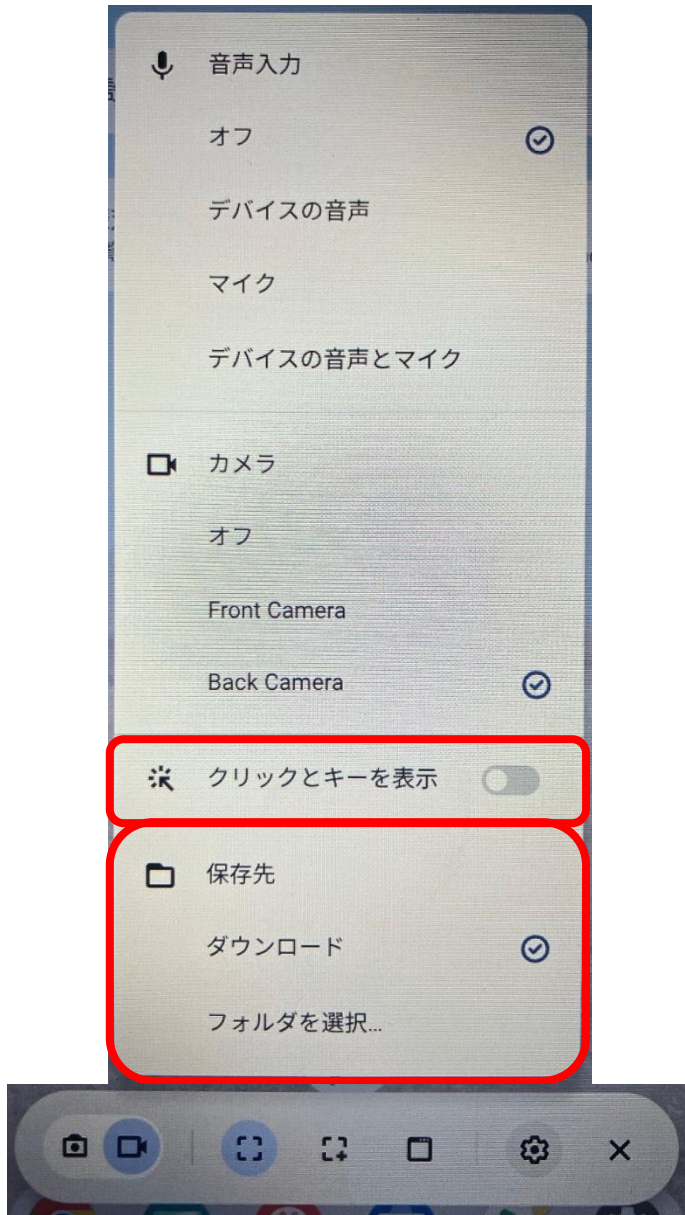 音声入力
オフ
デバイスの音声
マイク
デバイスの音声とマイク
カメラ
オフ
Front Camera
Back Camera
クリックとキーを表示
保存先
ダウンロード
フォルダを選択...